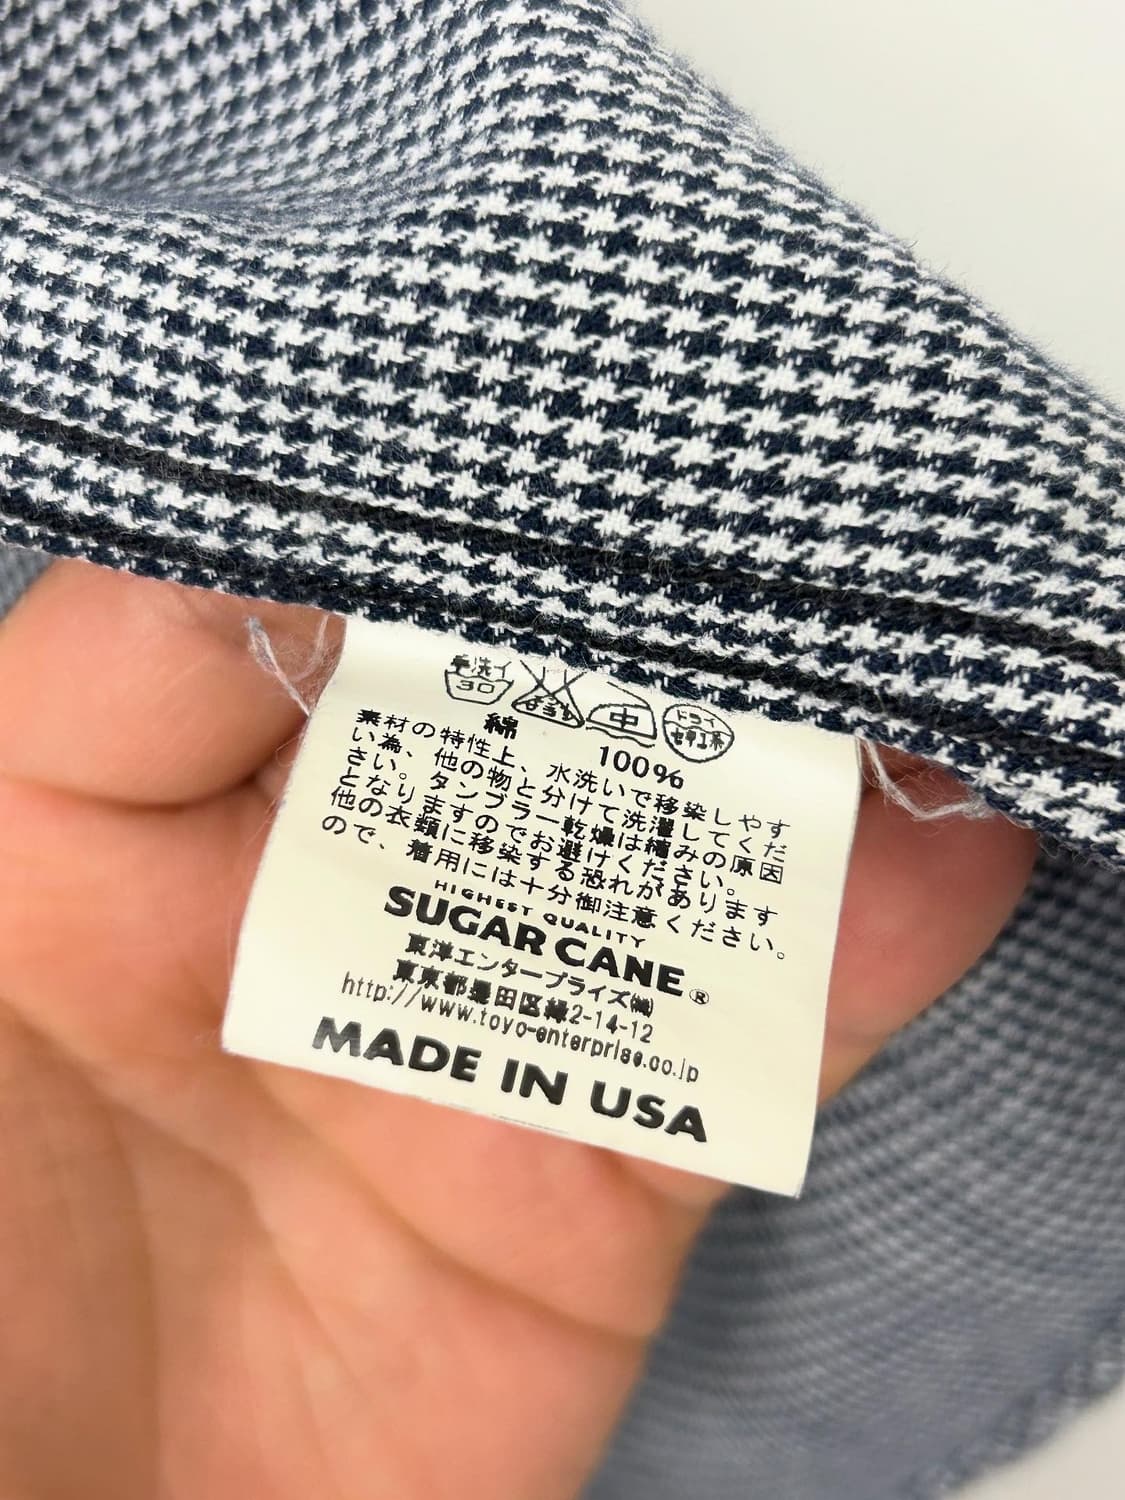 手洗イ 30 中 ドライ セキユ系
綿 100%
素材の特性上、水洗いで移染しやす
い為、他の物と分けて洗濯してくだ
さい。タンブラー乾燥は縮みの原因
となりますのでお避けください。
他の衣類に移染する恐れがあります
ので、着用には十分御注意ください。
HIGHEST QUALITY
SUGAR CANE®
東洋エンタープライズ㈱
東京都墨田区緑2-14-12
http://www.toyo-enterprise.co.jp
MADE IN USA